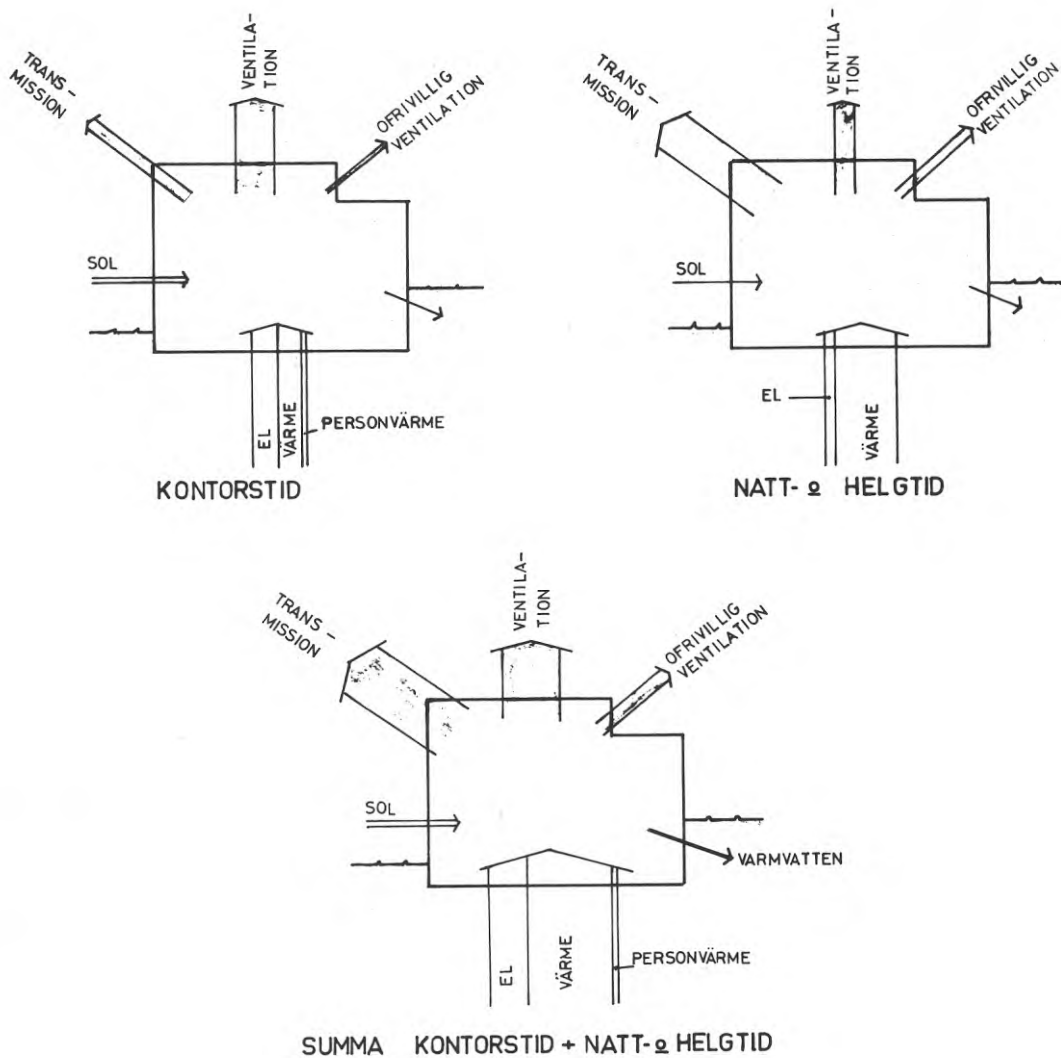 TRANS-
MISSION
VENTILA-
TION
OFRIVILLIG
VENTILATION
SOL
EL
VÄRME
PERSONVÄRME
KONTORSTID
TRANS-
MISSION
VENTILA-
TION
OFRIVILLIG
VENTILATION
SOL
EL
VÄRME
NATT- o HELGTID
TRANS-
MISSION
VENTILA-
TION
OFRIVILLIG
VENTILATION
SOL
VARMVATTEN
EL
VÄRME
PERSONVÄRME
SUMMA KONTORSTID + NATT- o HELGTID